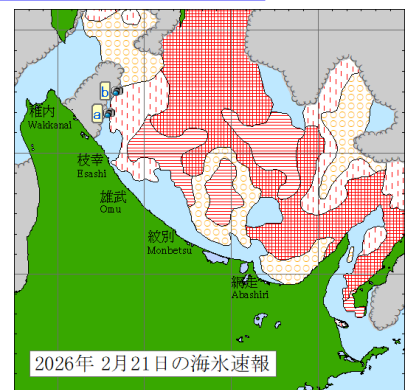 b
a
稚内
Wakkanai
枝幸
Esashi
雄武
Omu
紋別
Monbetsu
網走
Abashiri
2026年 2月21日の海氷速報